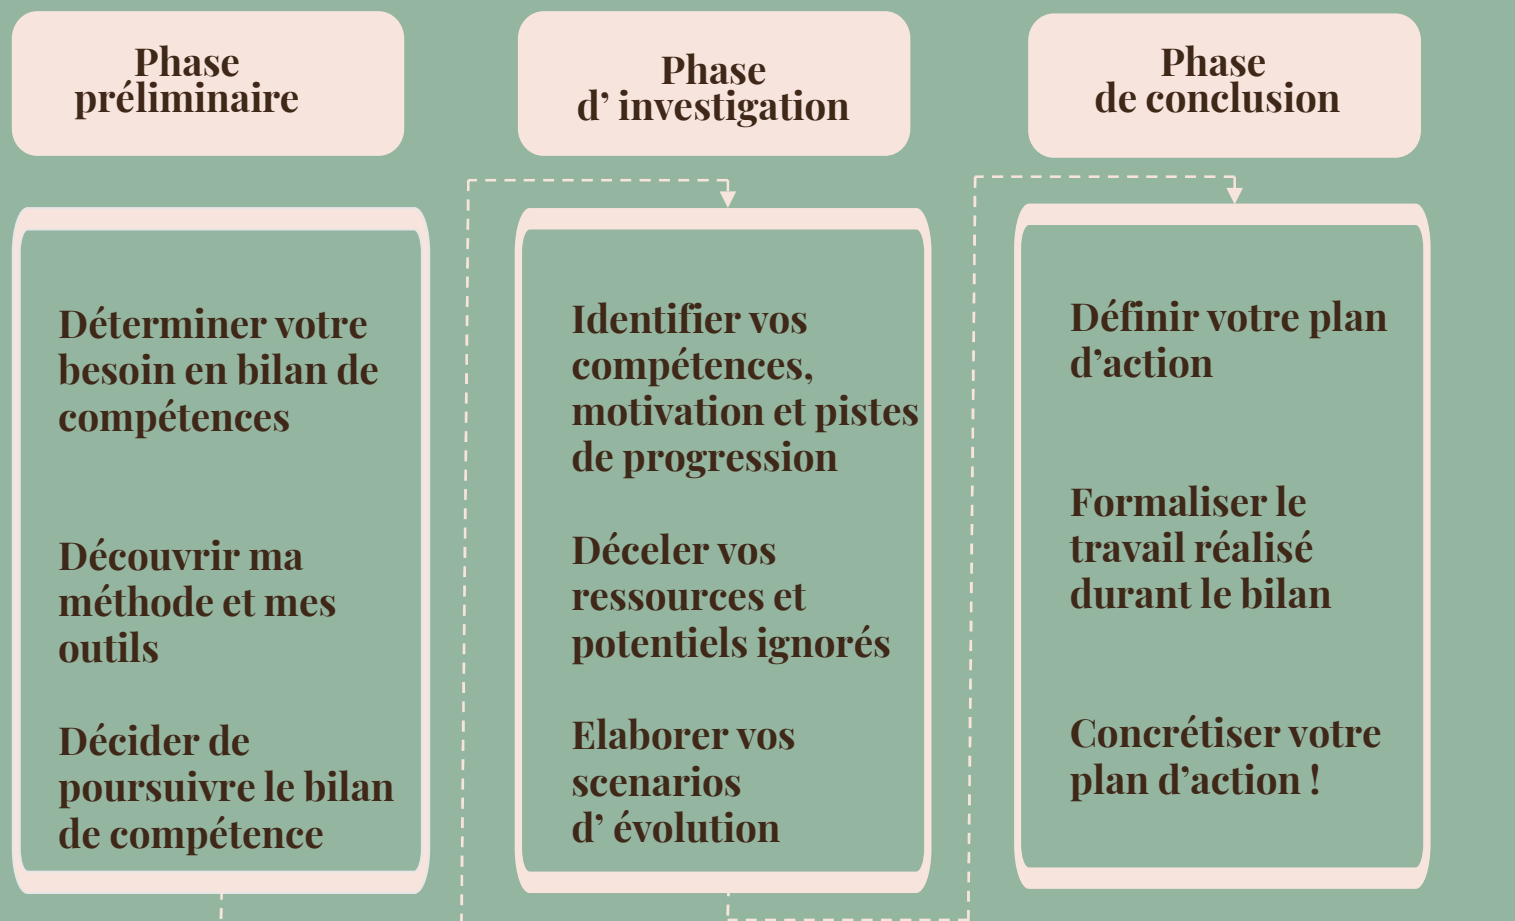 Phase
préliminaire
Phase
d’ investigation
Phase
de conclusion
Déterminer votre
besoin en bilan de
compétences
Découvrir ma
méthode et mes
outils
Décider de
poursuivre le bilan
de compétence
Identifier vos
compétences,
motivation et pistes
de progression
Déceler vos
ressources et
potentiels ignorés
Elaborer vos
scenarios
d’ évolution
Définir votre plan
d’action
Formaliser le
travail réalisé
durant le bilan
Concrétiser votre
plan d’action !